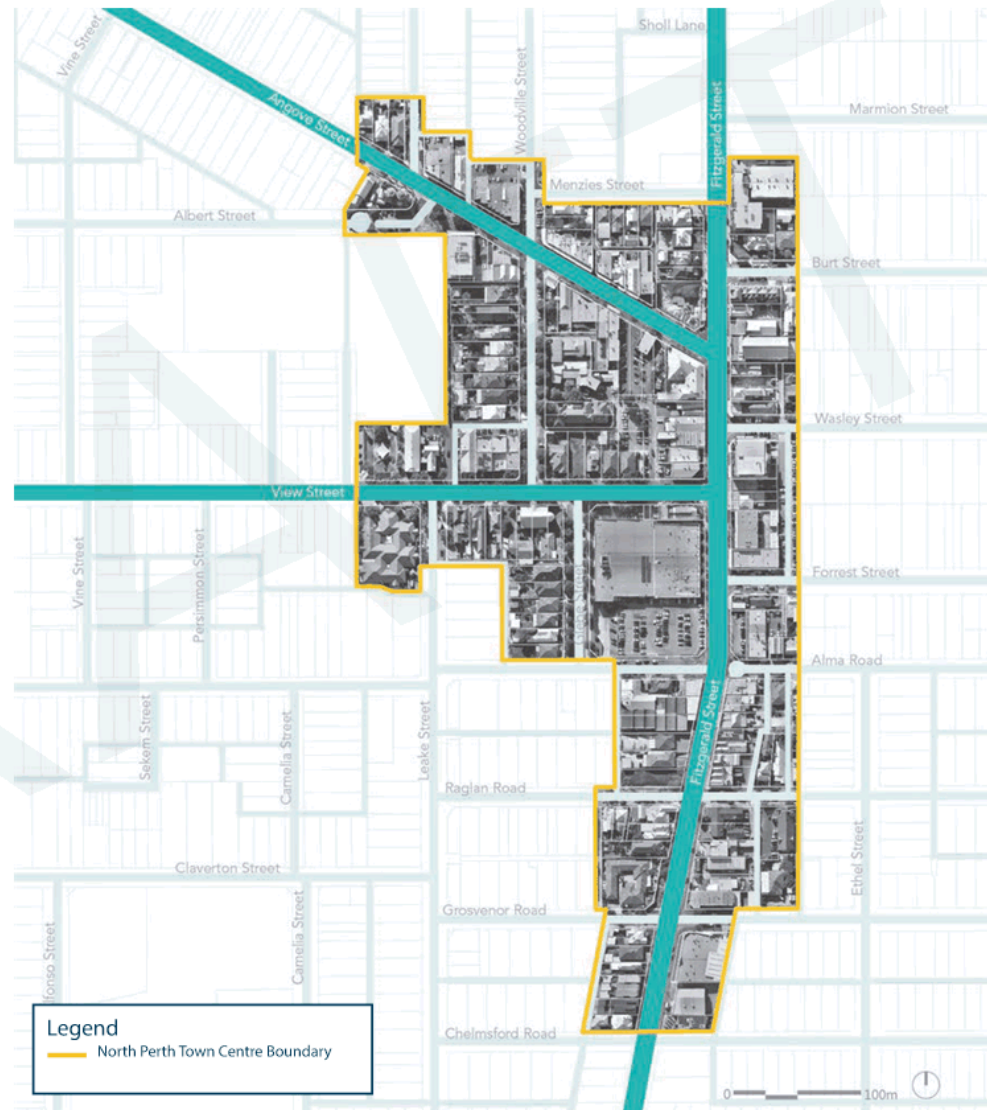 Sholl Lane
Vine Street
Woodville Street
Fitzgerald Street
Angove Street
Marmion Street
Menzies Street
Albert Street
Burt Street
Wasley Street
View Street
Vine Street
Persimmon Street
Forrest Street
Alma Road
Fitzgerald Street
Sekem Street
Camelia Street
Leake Street
Raglan Road
Ethel Street
Claverton Street
Grosvenor Road
Camelia Street
lfonso Street
Chelmsford Road
Legend
North Perth Town Centre Boundary
0
100m